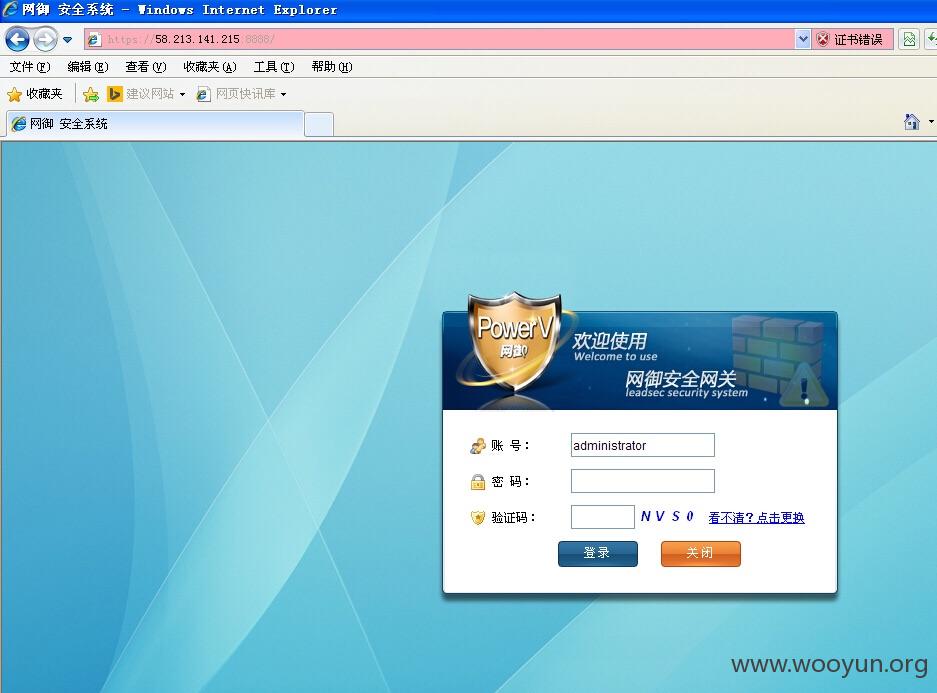 网御 安全系统 - Windows Internet Explorer
https://58.213.141.215:8888/
证书错误
文件(F) 编辑(E) 查看(V) 收藏夹(A) 工具(T) 帮助(H)
收藏夹 建议网站 网页快讯库
网御 安全系统
PowerV
网御
欢迎使用
Welcome to use
网御安全网关
leadsec security system
账 号：
administrator
密 码：
验证码：
NVS0
看不清？点击更换
登录
关闭
www.wooyun.org